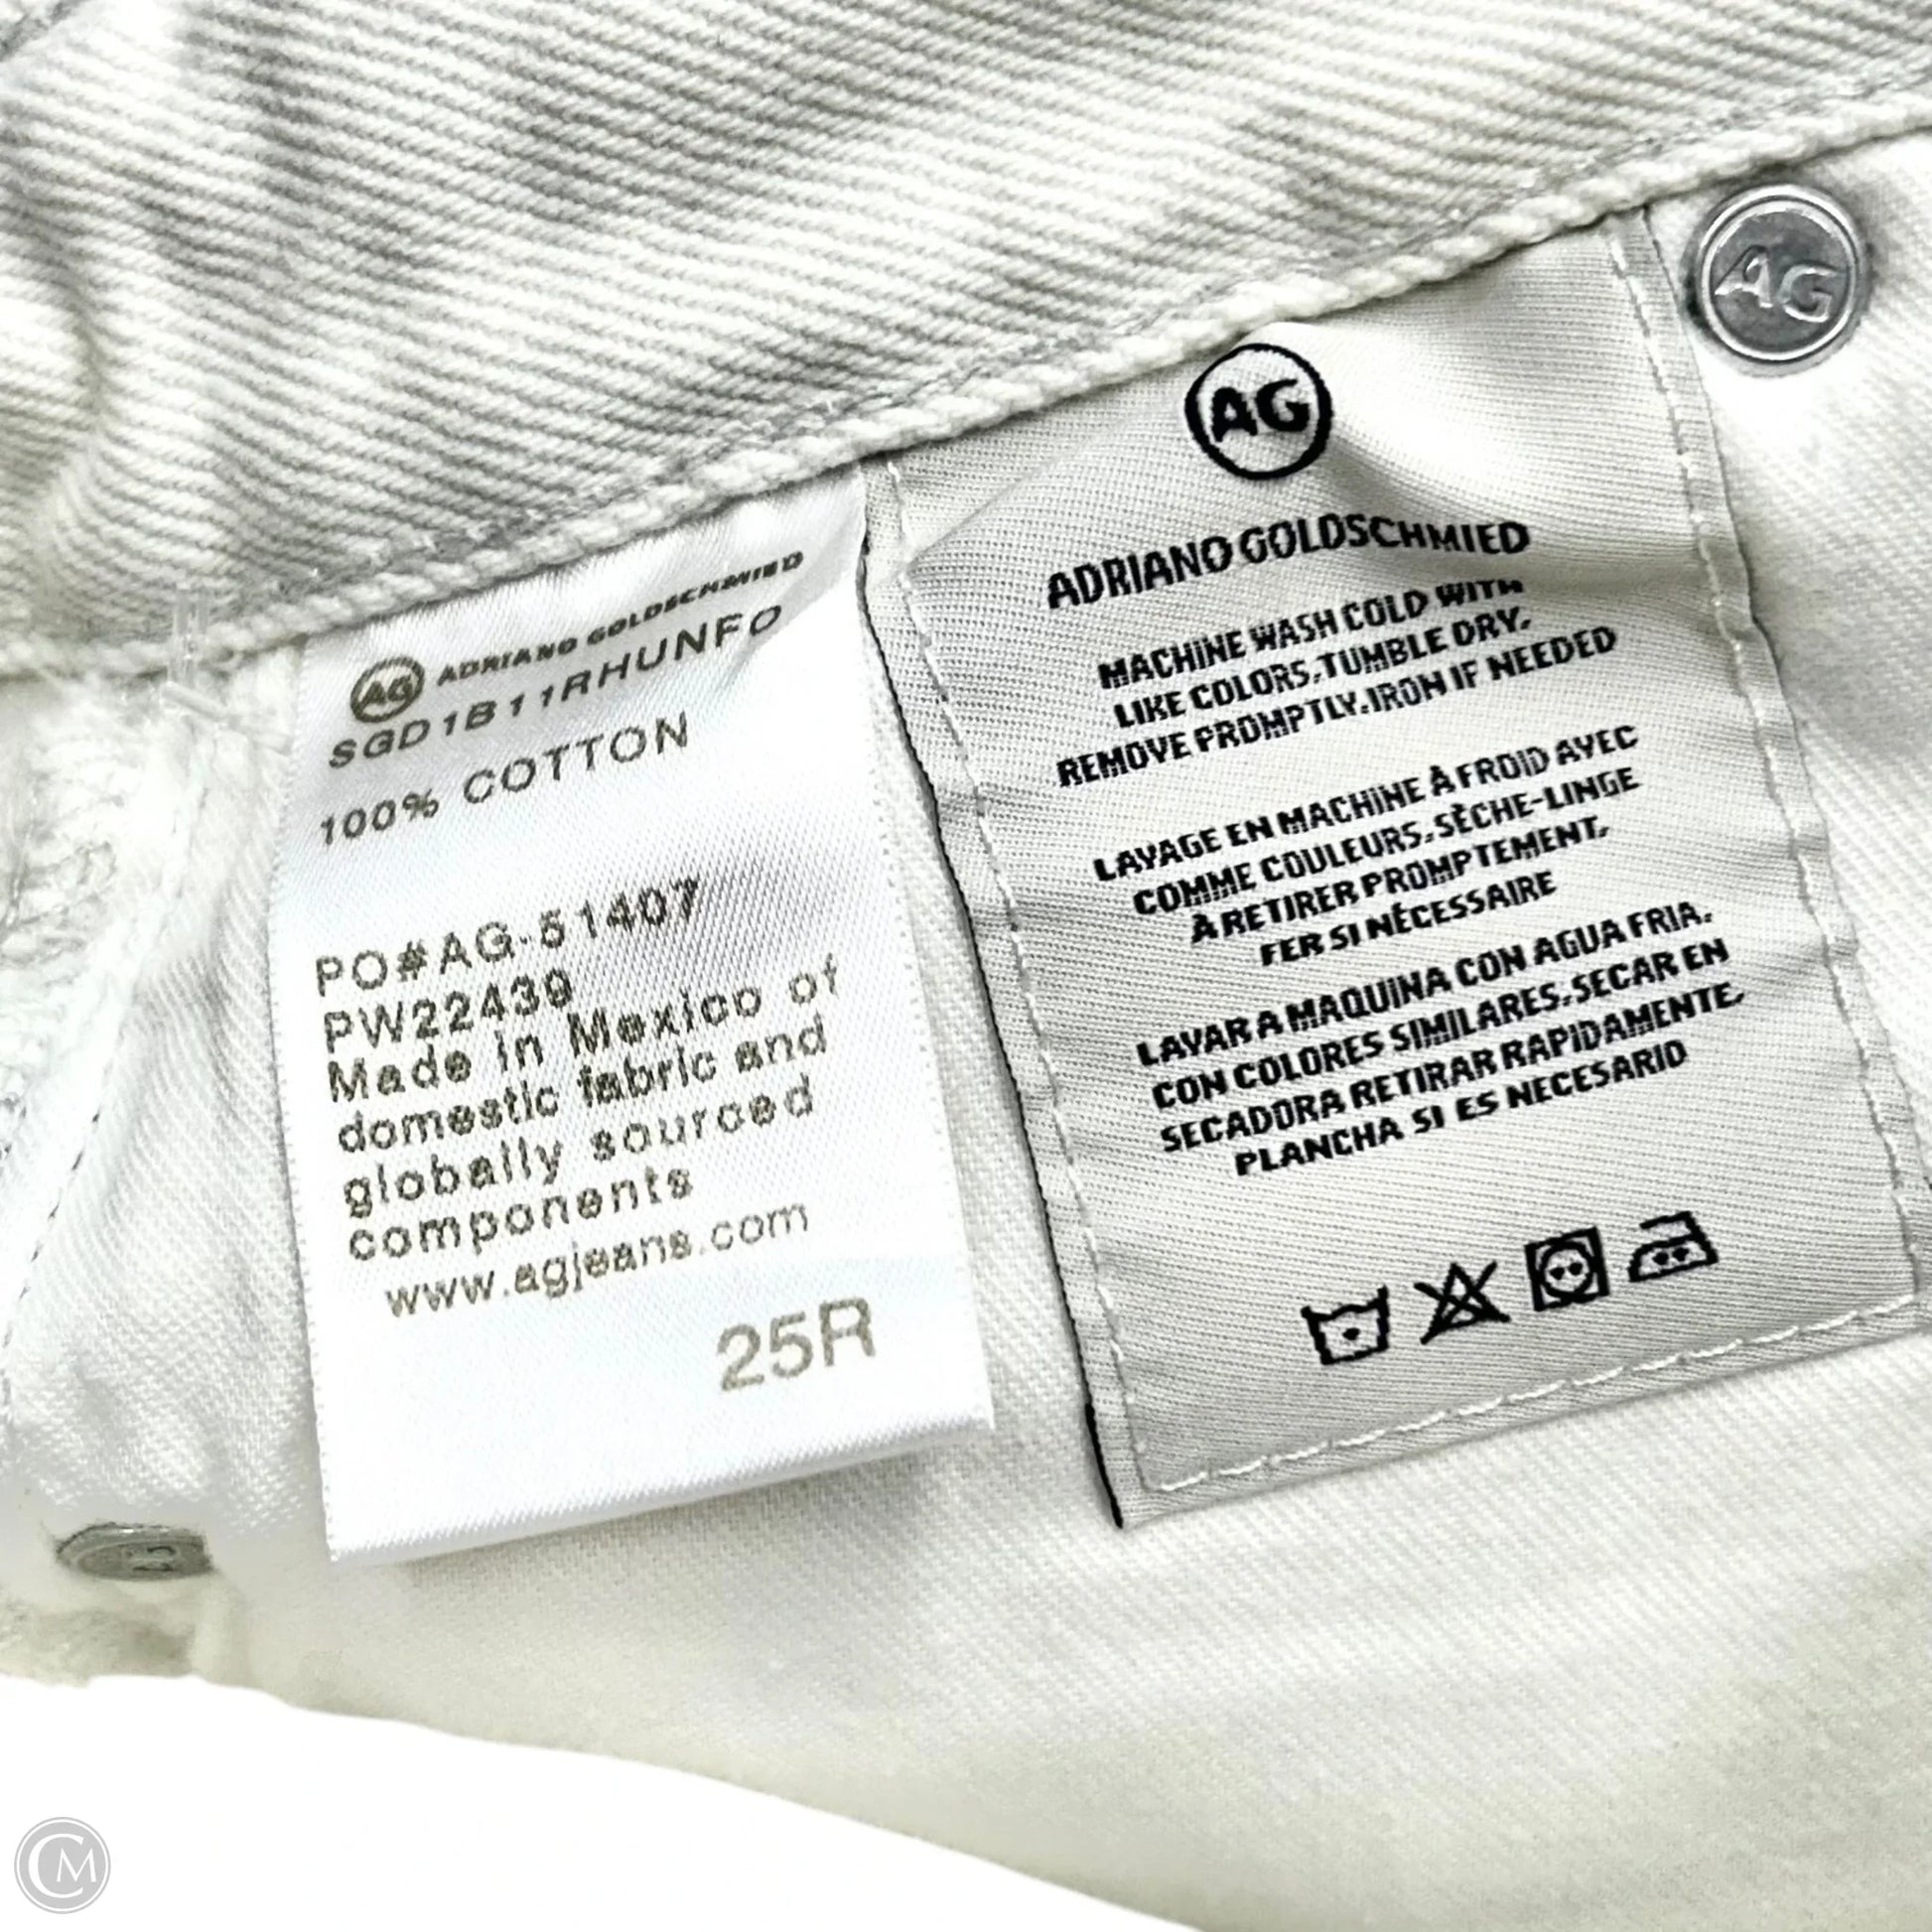 AG ADRIANO GOLDSCHMIED
SGD1B11RHUNFO
100% COTTON
PO#AG-51407
PW22439
Made in Mexico of
domestic fabric and
globally sourced
components
www.agjeans.com
25R
AG
ADRIANO GOLDSCHMIED
MACHINE WASH COLD WITH
LIKE COLORS, TUMBLE DRY,
REMOVE PROMPTLY, IRON IF NEEDED
LAVAGE EN MACHINE À FROID AVEC
COMME COULEURS, SÈCHE-LINGE
À RETIRER PROMPTEMENT,
FER SI NÉCESSAIRE
LAVAR A MAQUINA CON AGUA FRIA,
CON COLORES SIMILARES, SECAR EN
SECADORA RETIRAR RAPIDAMENTE,
PLANCHA SI ES NECESARIO
AG
CM